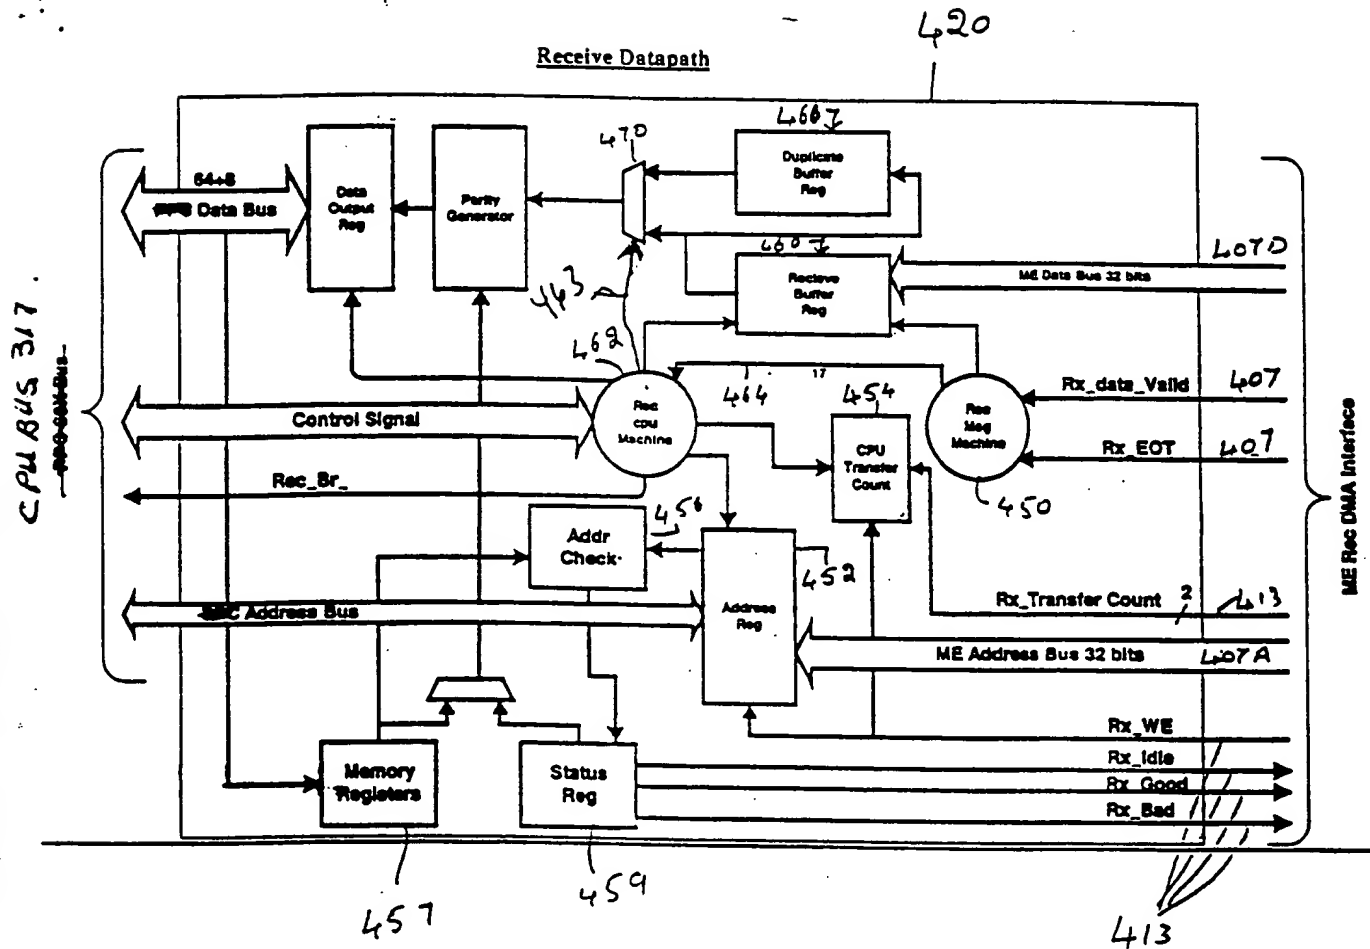 420
Receive Datapath
470
Duplicate
Buffer
Reg
64+8
Data Bus
Data
Output
Reg
Parity
Generator
460
Recieve
Buffer
Reg
407D
ME Data Bus 32 bits
443
CPU BUS 317.
462
464
17
454
Rx_data_Valid
407
Control Signal
Rec
cpu
Machine
CPU
Transfer
Count
Rec
Msg
Machine
Rx_EOT
407
Rec_Br_
450
ME Rec DMA Interface
456
Addr
Check
452
Address Bus
Address
Reg
Rx_Transfer Count
2
413
ME Address Bus 32 bits
407A
Rx_WE
Rx_Idle
Rx_Good
Rx_Bad
Memory
Registers
Status
Reg
457
459
413